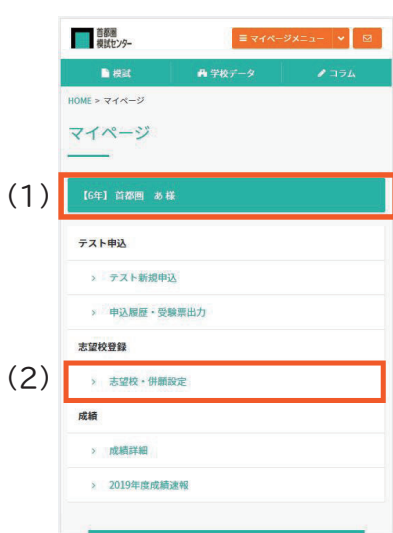 首都圏
模試センター
マイページメニュー
模試 学校データ コラム
HOME > マイページ
マイページ
(1)
【6年】 首都圏 あ 様
テスト申込
> テスト新規申込
> 申込履歴・受験票出力
志望校登録
(2)
> 志望校・併願設定
成績
> 成績詳細
> 2019年度成績速報